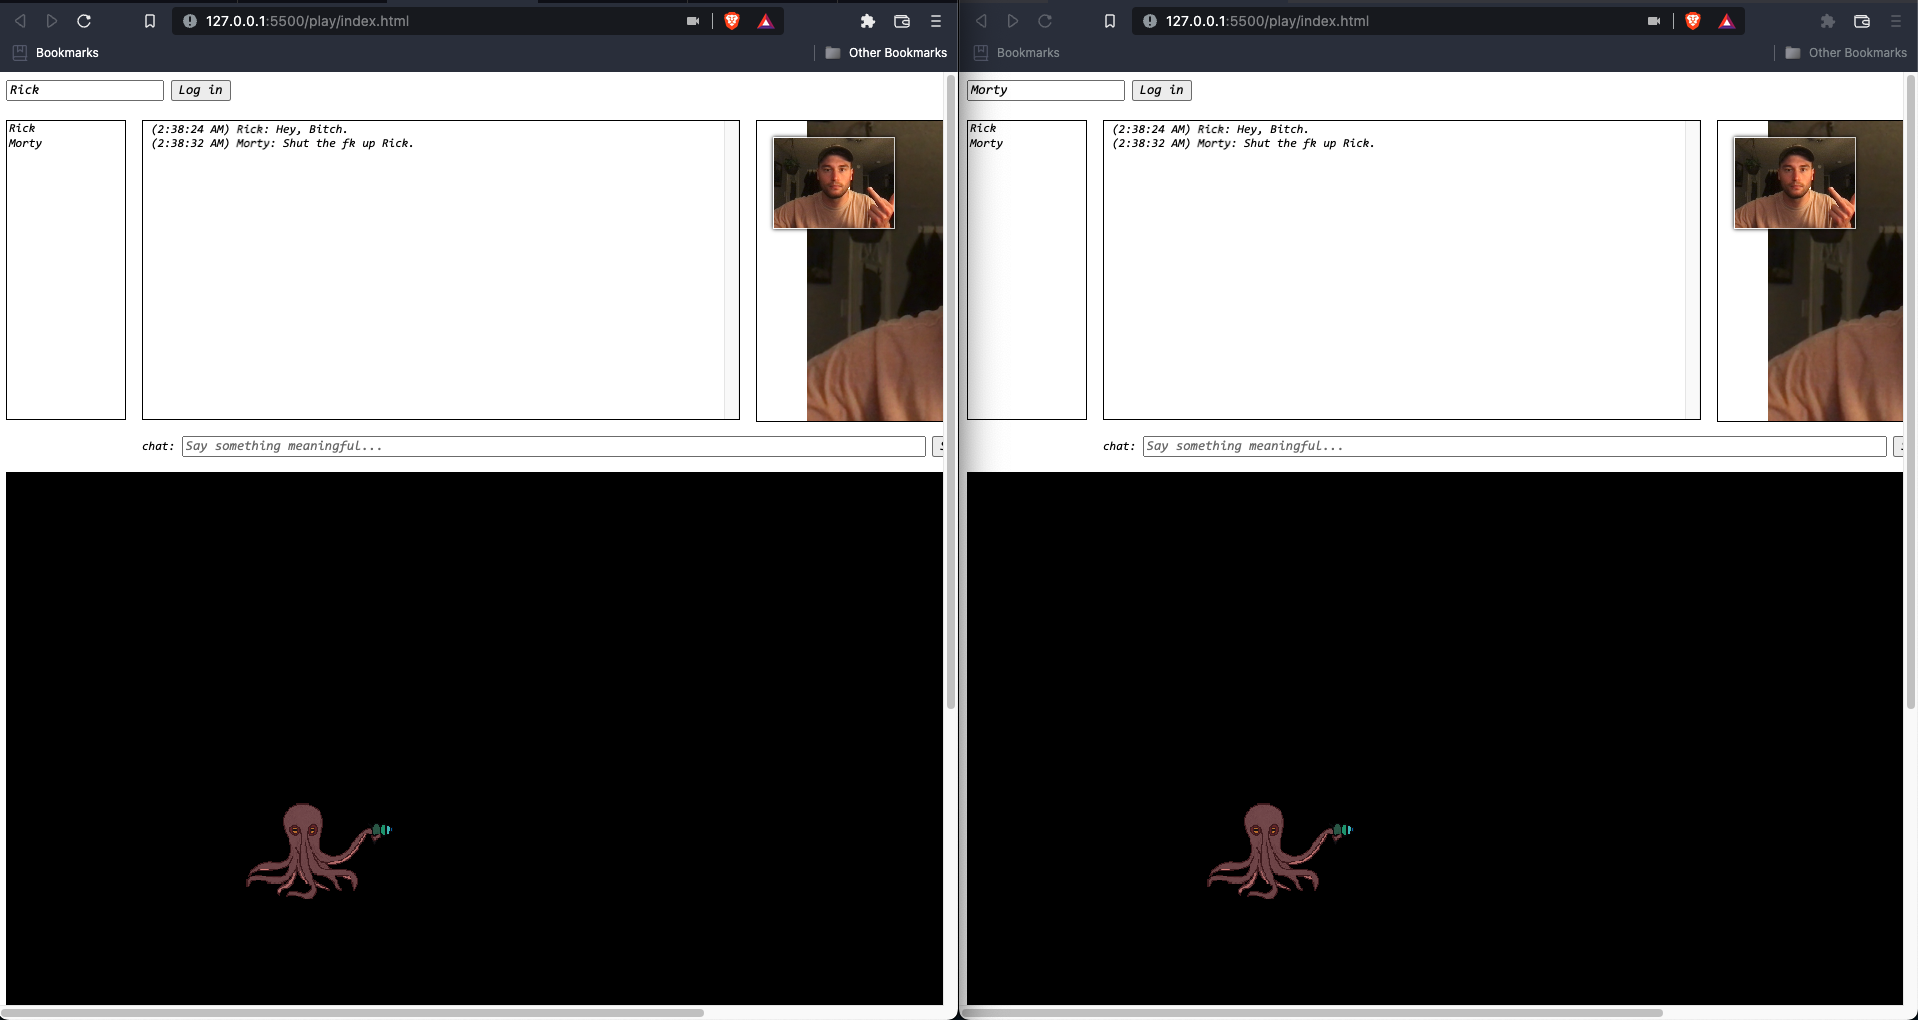 127.0.0.1:5500/play/index.html
Bookmarks
Other Bookmarks
Rick
Log in
Rick
Morty
(2:38:24 AM) Rick: Hey, Bitch.
(2:38:32 AM) Morty: Shut the fk up Rick.
chat:
Say something meaningful...
127.0.0.1:5500/play/index.html
Bookmarks
Other Bookmarks
Morty
Log in
Rick
Morty
(2:38:24 AM) Rick: Hey, Bitch.
(2:38:32 AM) Morty: Shut the fk up Rick.
chat:
Say something meaningful...